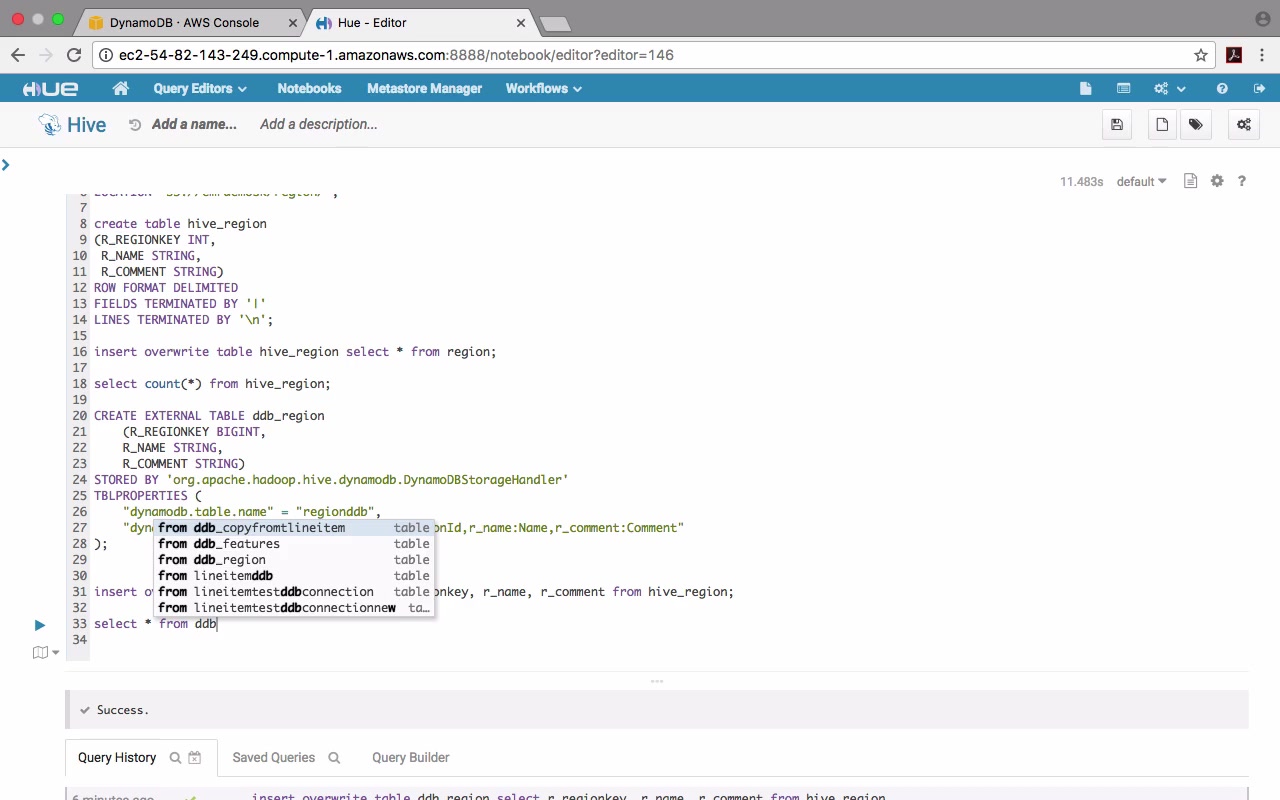 DynamoDB · AWS Console
Hue - Editor
ec2-54-82-143-249.compute-1.amazonaws.com:8888/notebook/editor?editor=146
HUE Query Editors Notebooks Metastore Manager Workflows
Hive Add a name... Add a description...
11.483s default ?
7
8 create table hive_region
9 (R_REGIONKEY INT,
10 R_NAME STRING,
11 R_COMMENT STRING)
12 ROW FORMAT DELIMITED
13 FIELDS TERMINATED BY '|'
14 LINES TERMINATED BY '\n';
15
16 insert overwrite table hive_region select * from region;
17
18 select count(*) from hive_region;
19
20 CREATE EXTERNAL TABLE ddb_region
21 (R_REGIONKEY BIGINT,
22 R_NAME STRING,
23 R_COMMENT STRING)
24 STORED BY 'org.apache.hadoop.hive.dynamodb.DynamoDBStorageHandler'
25 TBLPROPERTIES (
26 "dynamodb.table.name" = "regionddb",
27 "dyn onId,r_name:Name,r_comment:Comment"
28 );
29
30
31 insert ov onkey, r_name, r_comment from hive_region;
32
33 select * from ddb
34
from ddb_copyfromtlineitem table
from ddb_features table
from ddb_region table
from lineitemddb table
from lineitemtestddbconnection table
from lineitemtestddbconnectionnew ta…
Success.
Query History Saved Queries Query Builder
6 minutes ago insert overwrite table ddb_region select r_regionkey, r_name, r_comment from hive_region